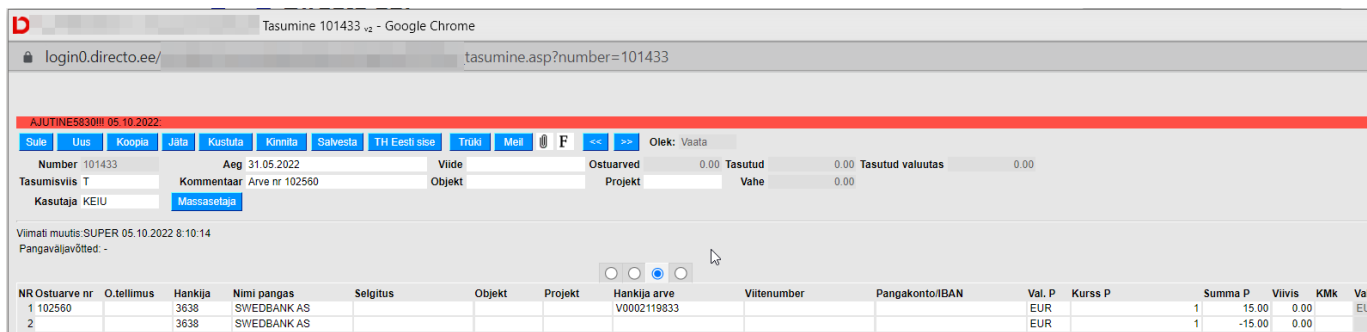 Tasumine 101433 v2 - Google Chrome
login0.directo.ee/ tasumine.asp?number=101433
AJUTINE5830!!! 05.10.2022:
Sule Uus Koopia Jäta Kustuta Kinnita Salvesta TH Eesti sise Trüki Meil F << >> Olek: Vaata
Number 101433 Aeg 31.05.2022 Viide Ostuarved 0.00 Tasutud 0.00 Tasutud valuutas 0.00
Tasumisviis T Kommentaar Arve nr 102560 Objekt Projekt Vahe 0.00
Kasutaja KEIU Massasetaja
Viimati muutis:SUPER 05.10.2022 8:10:14
Pangaväljavõtted: -
NR Ostuarve nr O.tellimus Hankija Nimi pangas Selgitus Objekt Projekt Hankija arve Viitenumber Pangakonto/IBAN Val. P Kurss P Summa P Viivis KMk Va
1 102560 3638 SWEDBANK AS V0002119833 EUR 1 15.00 0.00
2 3638 SWEDBANK AS EUR 1 -15.00 0.00